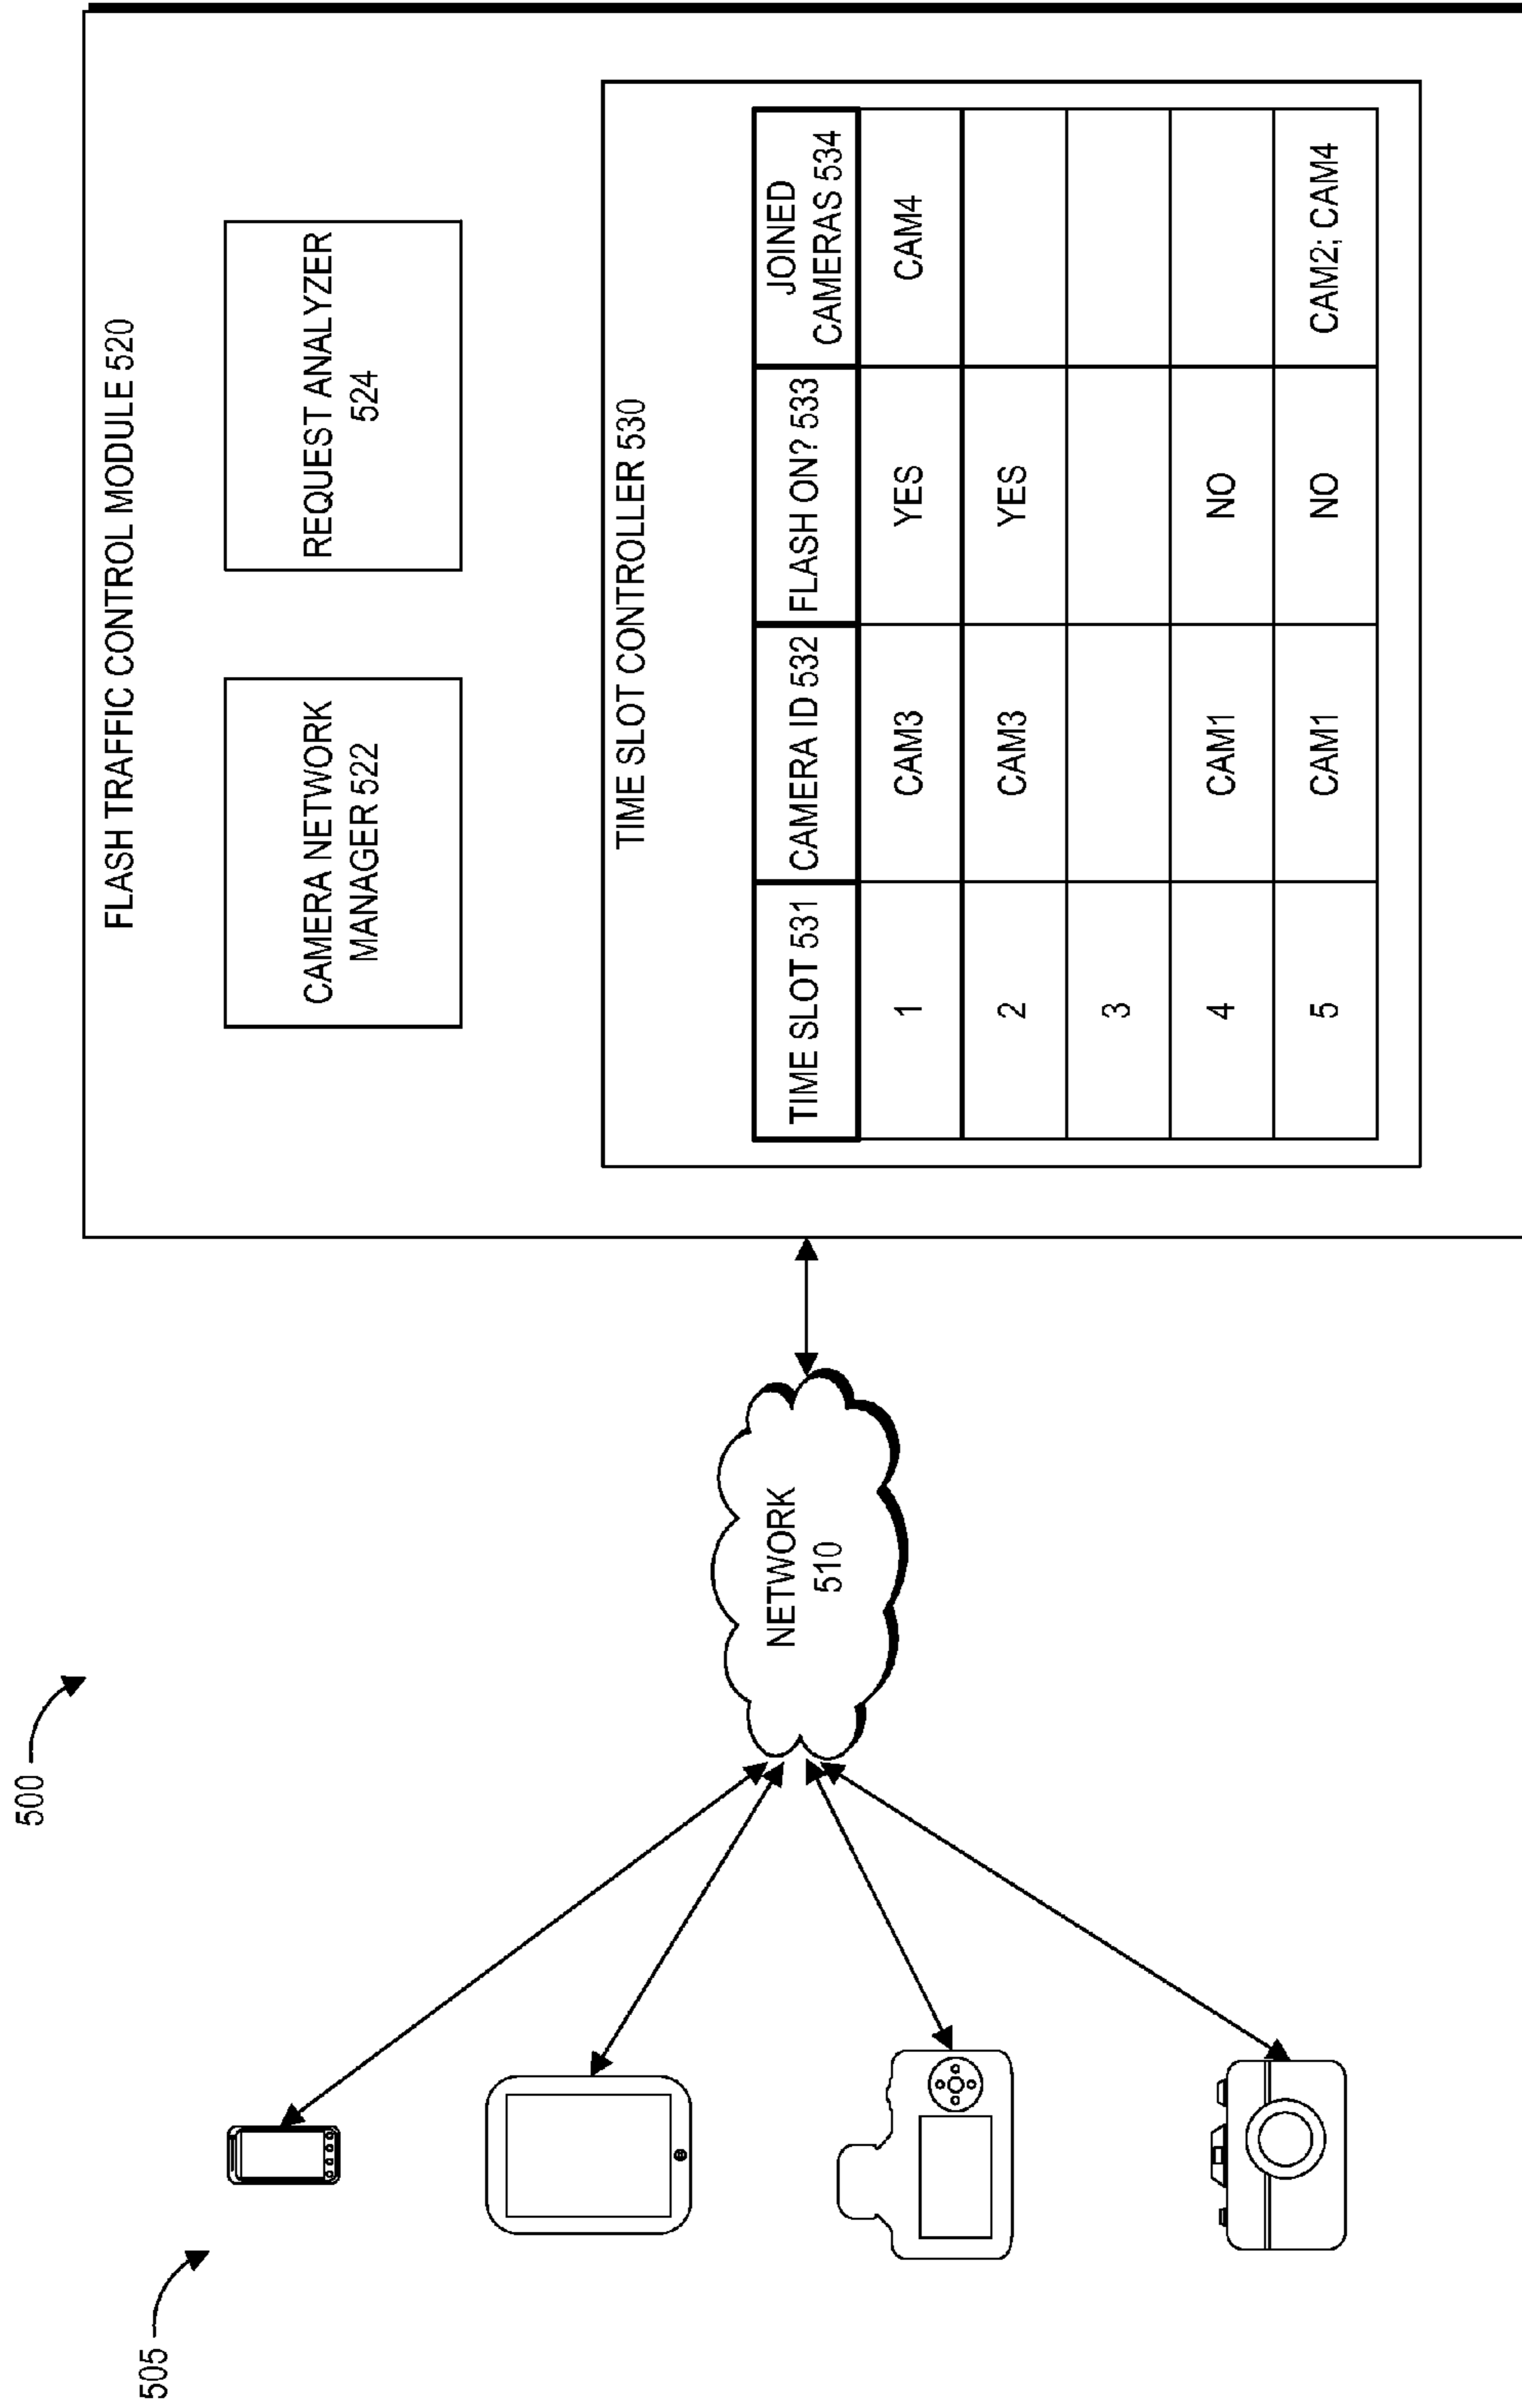 500
505
NETWORK
510
FLASH TRAFFIC CONTROL MODULE 520
CAMERA NETWORK
MANAGER 522
REQUEST ANALYZER
524
TIME SLOT CONTROLLER 530
TIME SLOT 531 CAMERA ID 532 FLASH ON? 533 JOINED
CAMERAS 534
1 CAM3 YES CAM4
2 CAM3 YES
3
4 CAM1 NO
5 CAM1 NO CAM2; CAM4